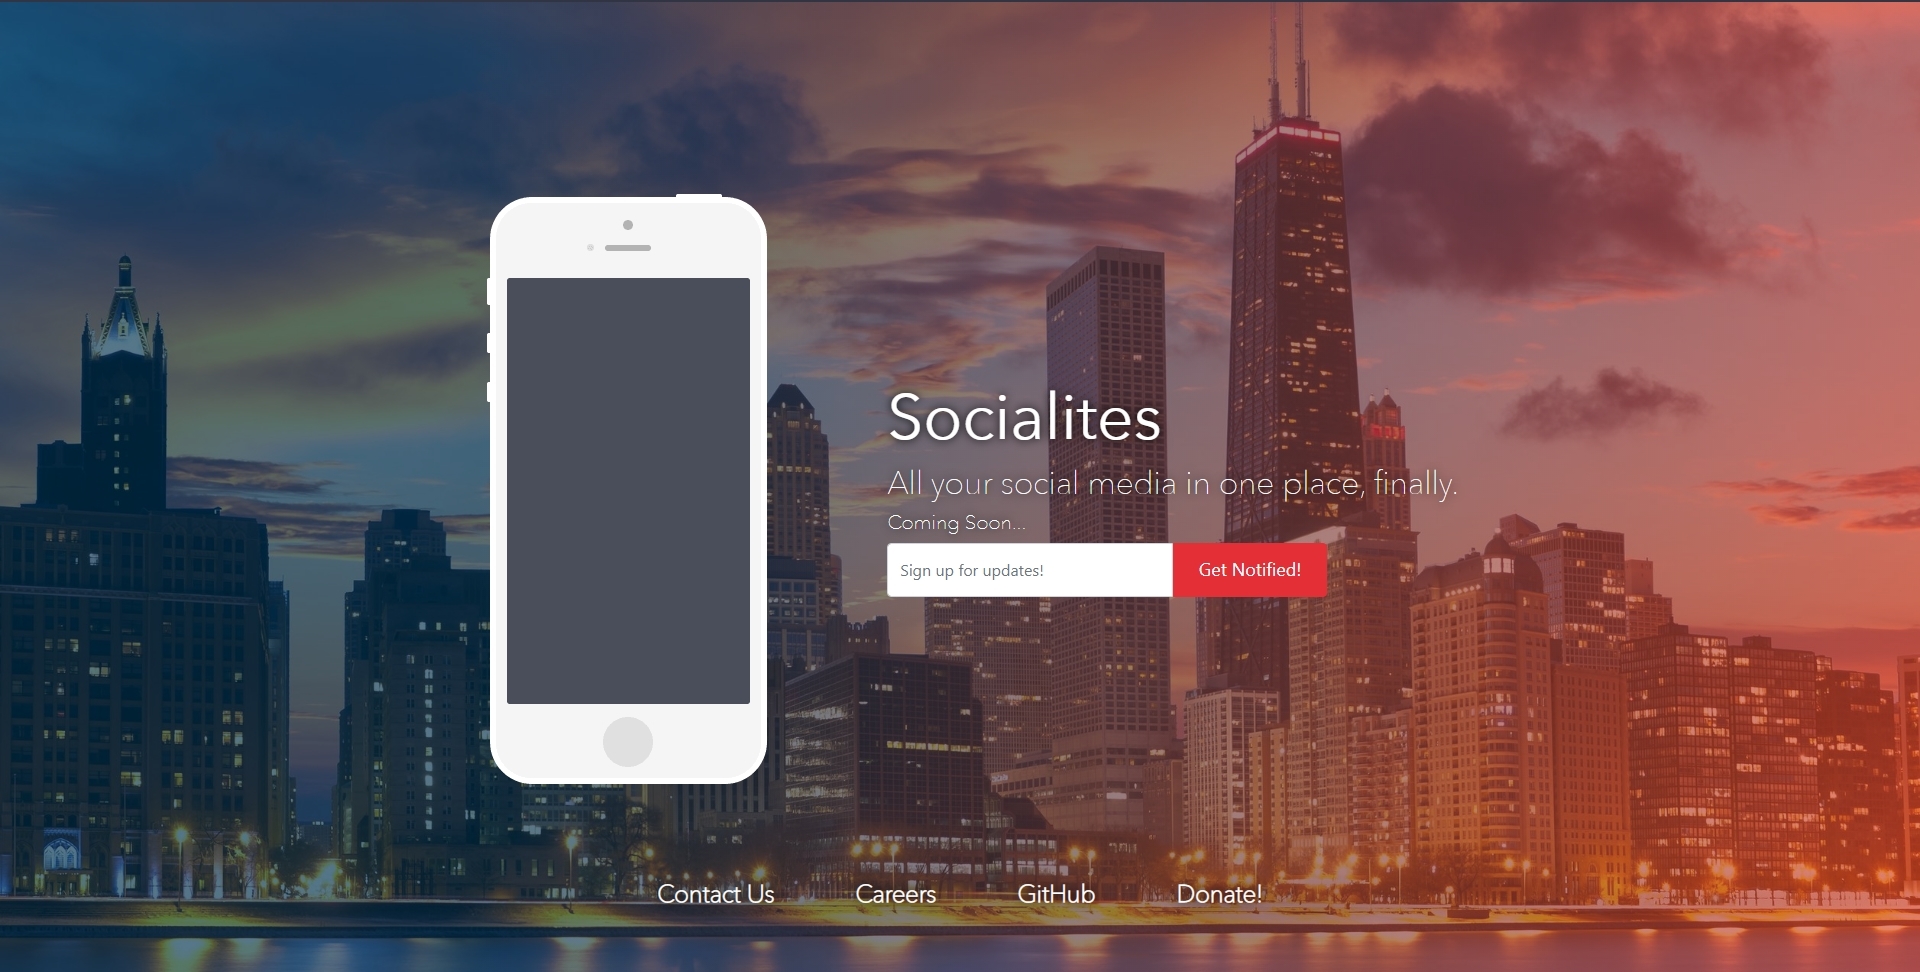 Socialites
All your social media in one place, finally.
Coming Soon...
Sign up for updates!
Get Notified!
Contact Us
Careers
GitHub
Donate!